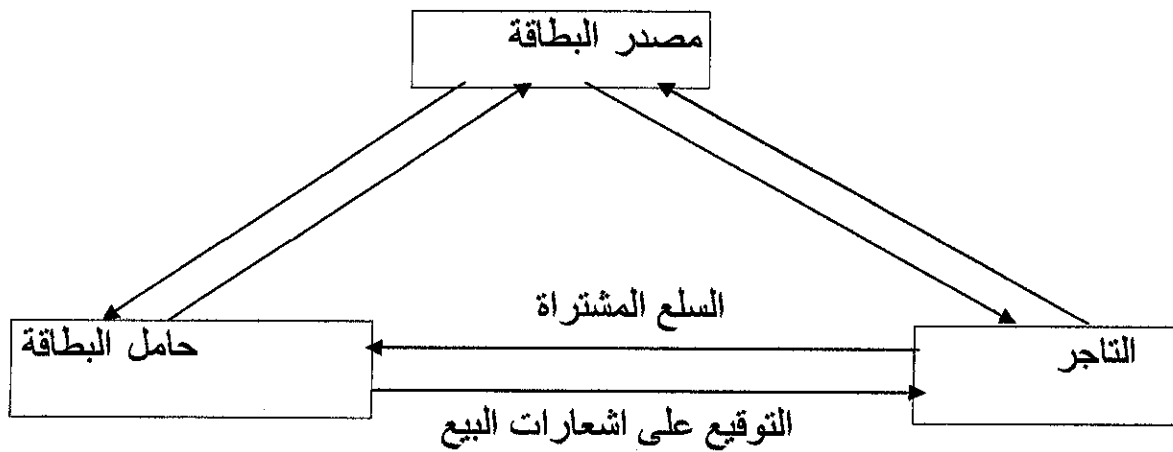 مصدر البطاقة
السلع المشتراة
التاجر
حامل البطاقة
التوقيع على اشعارات البيع